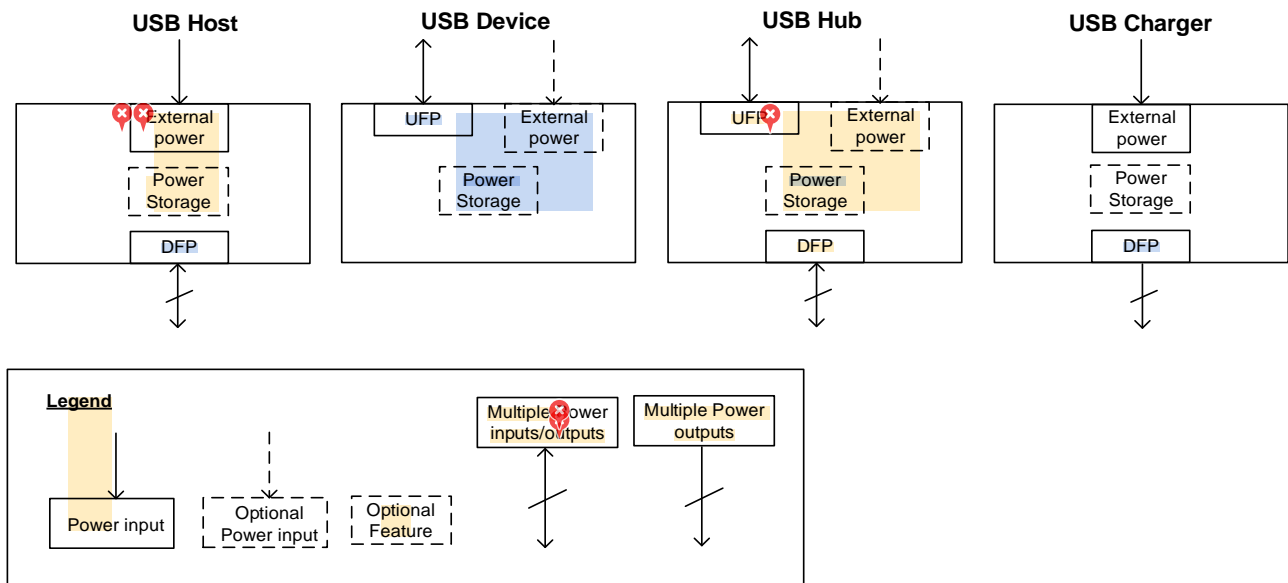 USB Host
USB Device
USB Hub
USB Charger
External
power
Power
Storage
DFP
UFP
External
power
Power
Storage
UFP
External
power
Power
Storage
DFP
External
power
Power
Storage
DFP
Legend
Power input
Optional
Power input
Optional
Feature
Multiple Power
inputs/outputs
Multiple Power
outputs